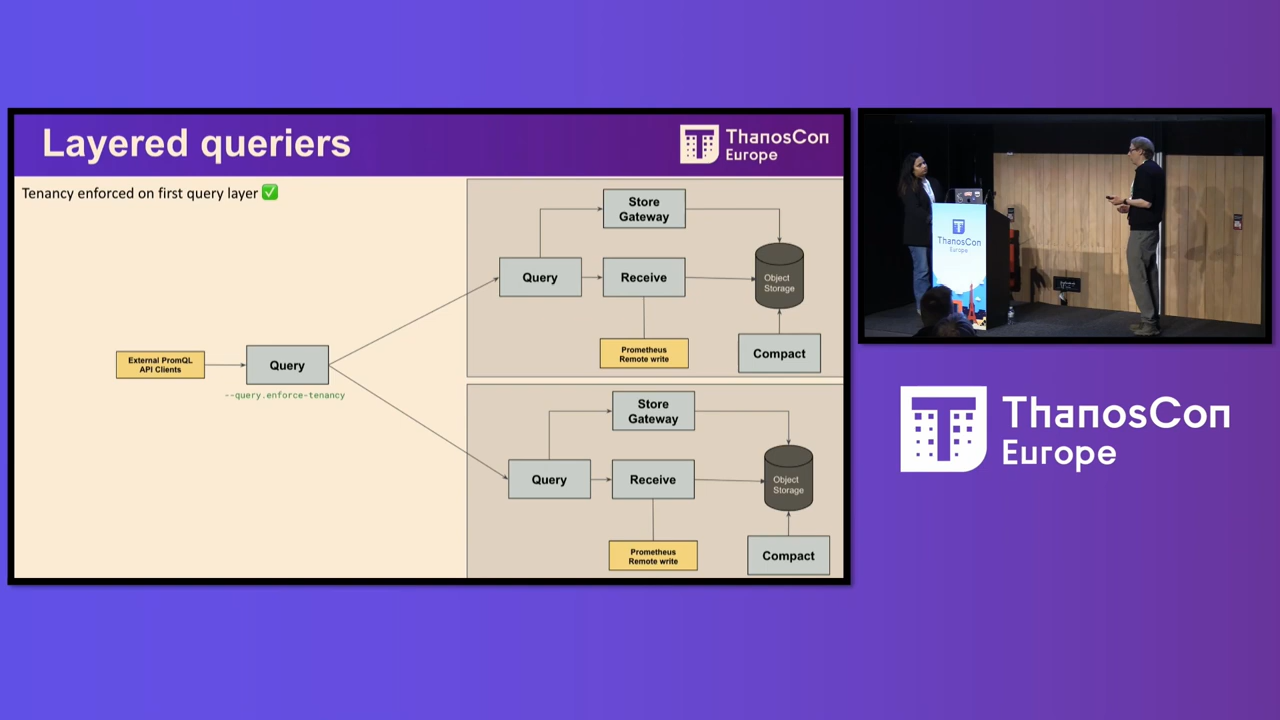 Layered queriers
ThanosCon
Europe
Tenancy enforced on first query layer ✅
Store
Gateway
Query
Receive
Object
Storage
Prometheus
Remote write
Compact
External PromQL
API Clients
Query
--query.enforce-tenancy
Store
Gateway
Query
Receive
Object
Storage
Prometheus
Remote write
Compact
ThanosCon
Europe
ThanosCon
Europe